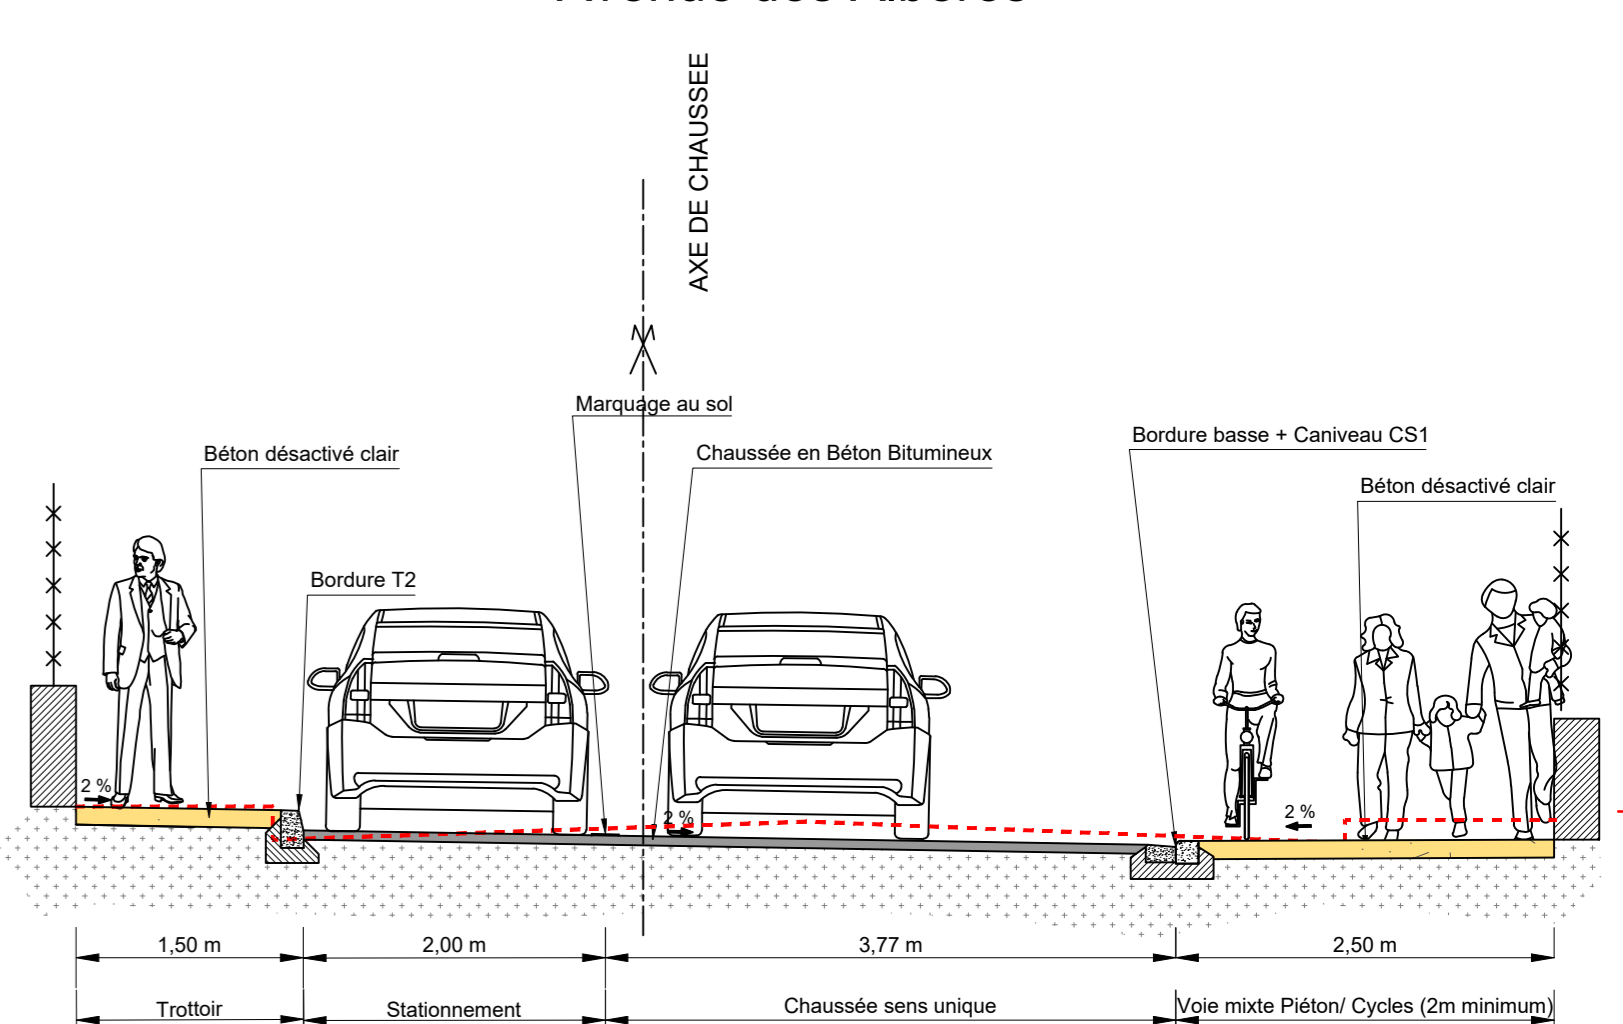 AXE DE CHAUSSEE
Marquage au sol
Bordure basse + Caniveau CS1
Béton désactivé clair
Chaussée en Béton Bitumineux
Béton désactivé clair
Bordure T2
2 %
2 %
2 %
1,50 m
2,00 m
3,77 m
2,50 m
Trottoir
Stationnement
Chaussée sens unique
Voie mixte Piéton/ Cycles (2m minimum)